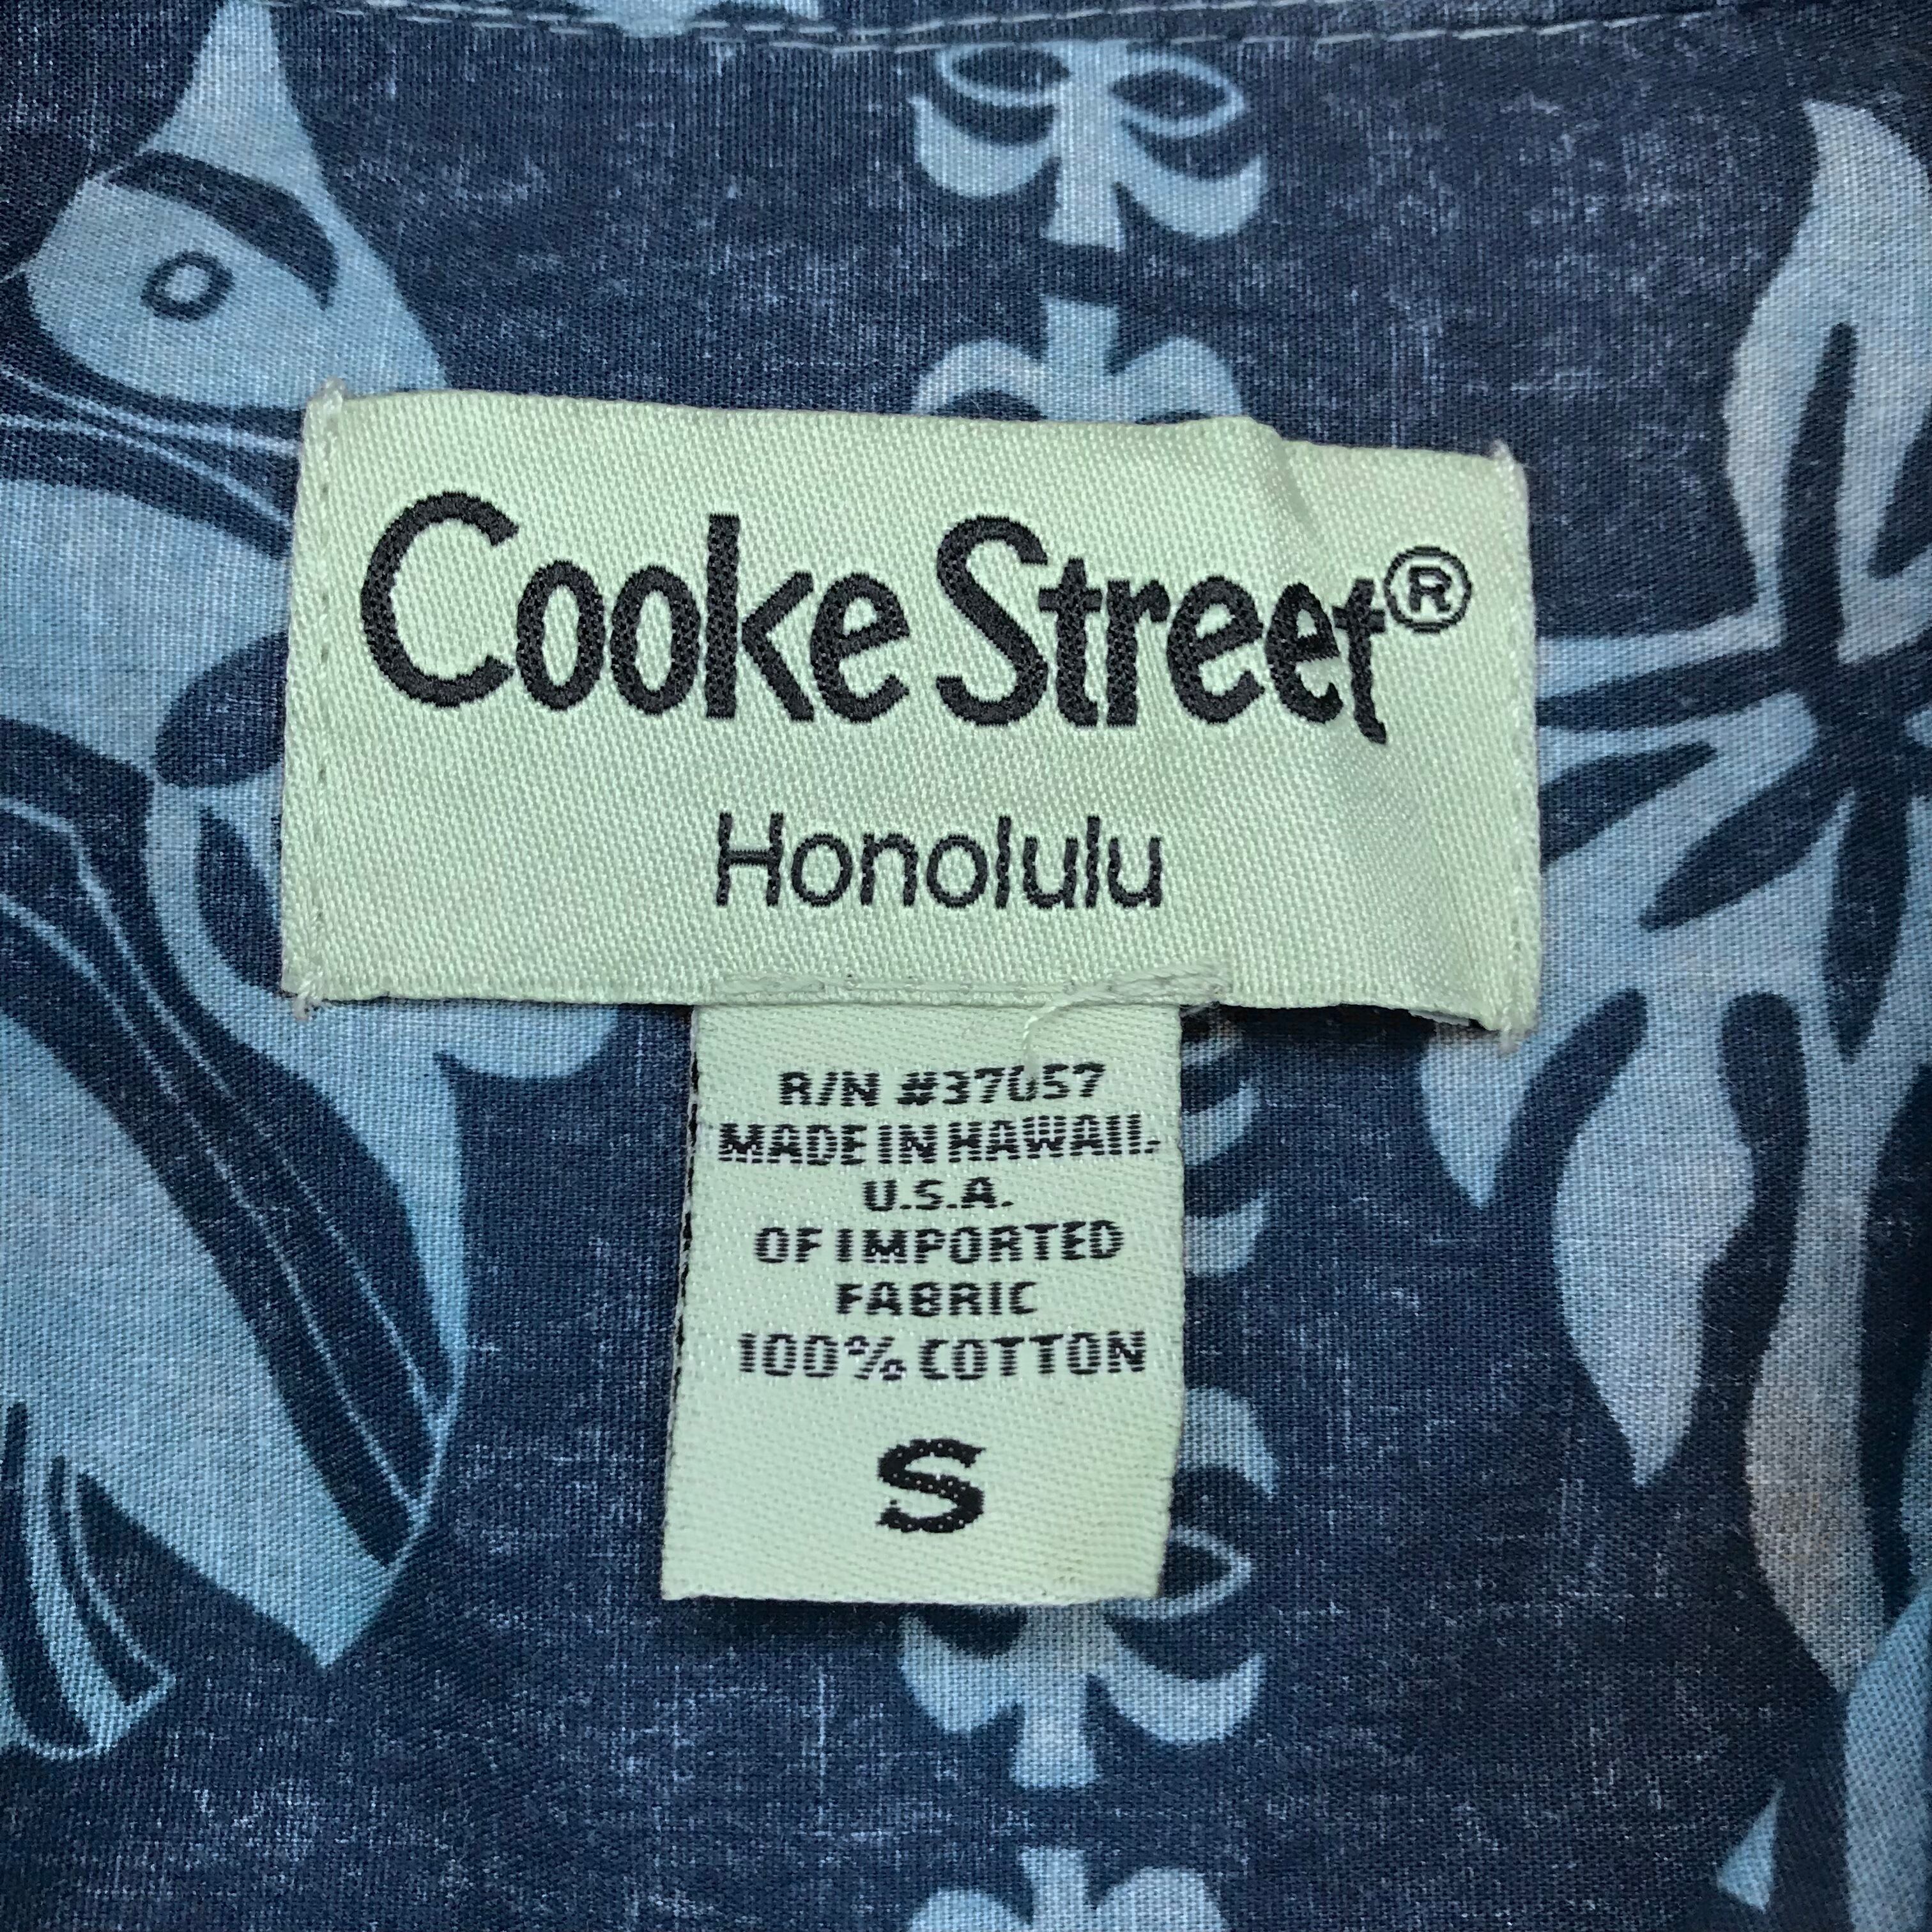 Cooke Street®
Honolulu
R/N #37057
MADE IN HAWAII.
U.S.A.
OF IMPORTED
FABRIC
100% COTTON
S